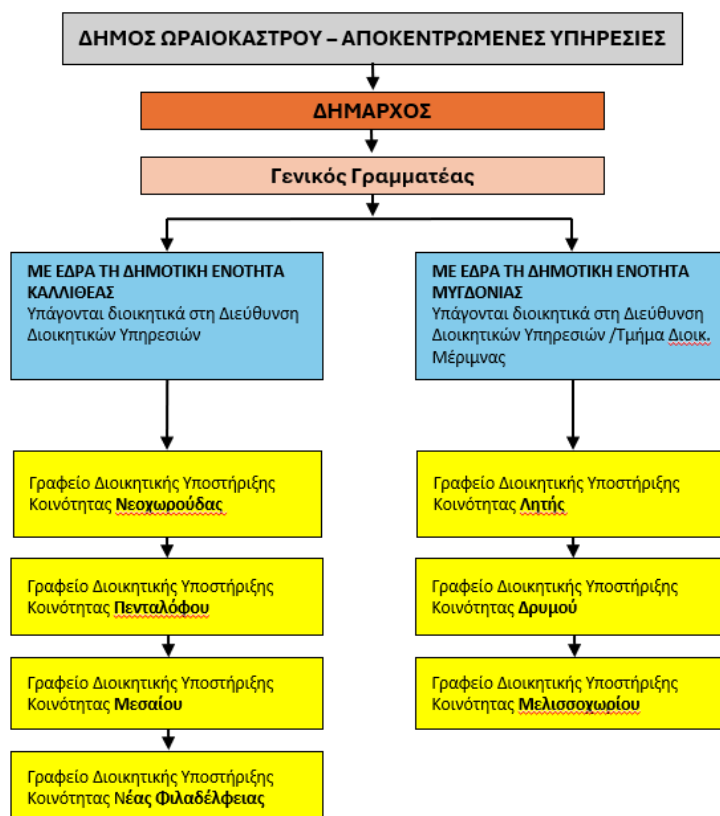 ΔΗΜΟΣ ΩΡΑΙΟΚΑΣΤΡΟΥ – ΑΠΟΚΕΝΤΡΩΜΕΝΕΣ ΥΠΗΡΕΣΙΕΣ
ΔΗΜΑΡΧΟΣ
Γενικός Γραμματέας
ΜΕ ΕΔΡΑ ΤΗ ΔΗΜΟΤΙΚΗ ΕΝΟΤΗΤΑ
ΚΑΛΛΙΘΕΑΣ
Υπάγονται διοικητικά στη Διεύθυνση
Διοικητικών Υπηρεσιών
ΜΕ ΕΔΡΑ ΤΗ ΔΗΜΟΤΙΚΗ ΕΝΟΤΗΤΑ
ΜΥΓΔΟΝΙΑΣ
Υπάγονται διοικητικά στη Διεύθυνση
Διοικητικών Υπηρεσιών /Τμήμα Διοικ.
Μέριμνας
Γραφείο Διοικητικής Υποστήριξης
Κοινότητας Νεοχωρούδας
Γραφείο Διοικητικής Υποστήριξης
Κοινότητας Πενταλόφου
Γραφείο Διοικητικής Υποστήριξης
Κοινότητας Μεσαίου
Γραφείο Διοικητικής Υποστήριξης
Κοινότητας Νέας Φιλαδέλφειας
Γραφείο Διοικητικής Υποστήριξης
Κοινότητας Λητής
Γραφείο Διοικητικής Υποστήριξης
Κοινότητας Δρυμού
Γραφείο Διοικητικής Υποστήριξης
Κοινότητας Μελισσοχωρίου